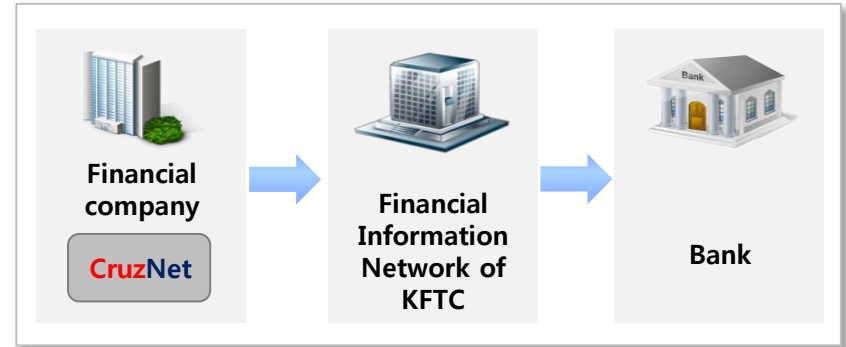 Financial
company
CruzNet
Financial
Information
Network of
KFTC
Bank
Bank